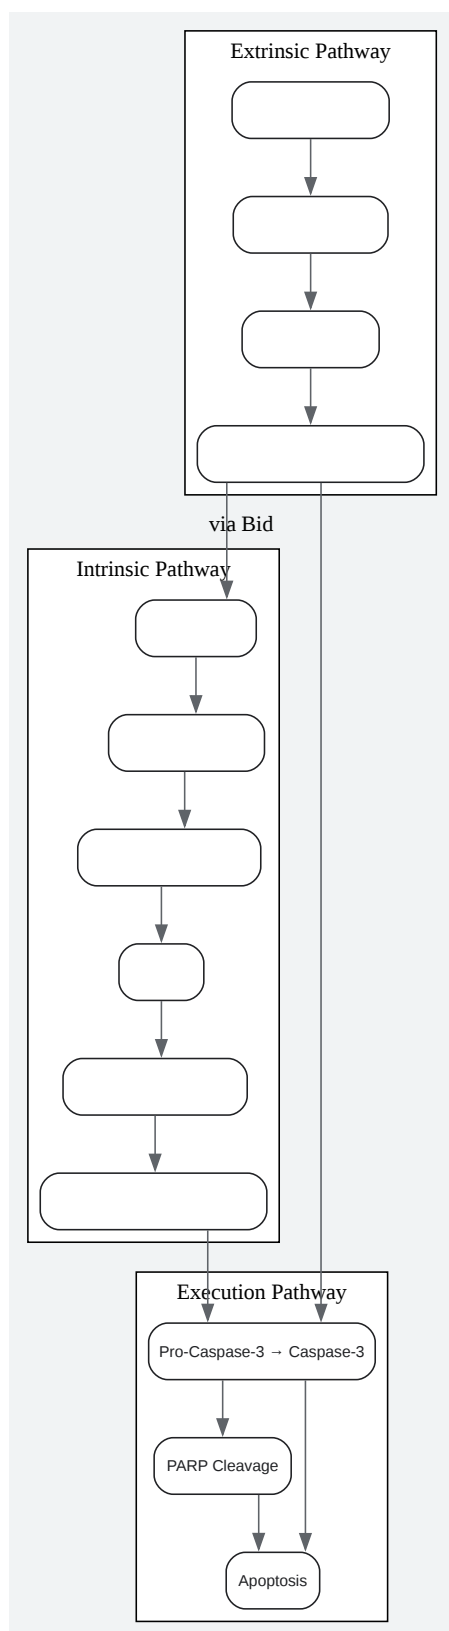 Extrinsic Pathway
via Bid
Intrinsic Pathway
Execution Pathway
Pro-Caspase-3 → Caspase-3
PARP Cleavage
Apoptosis